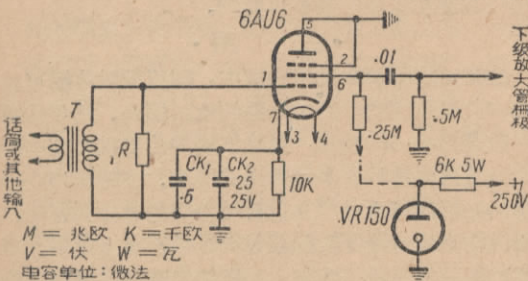 6AU6
5
2
1
6
7
3
4
.01
.25M
.5M
下级放大管栅极
话筒或其他输入
T
R
CK₁
.5
CK₂
25
25V
10K
6K 5W
+
250V
VR150
M = 兆欧 K = 千欧
V = 伏 W = 瓦
电容单位:微法